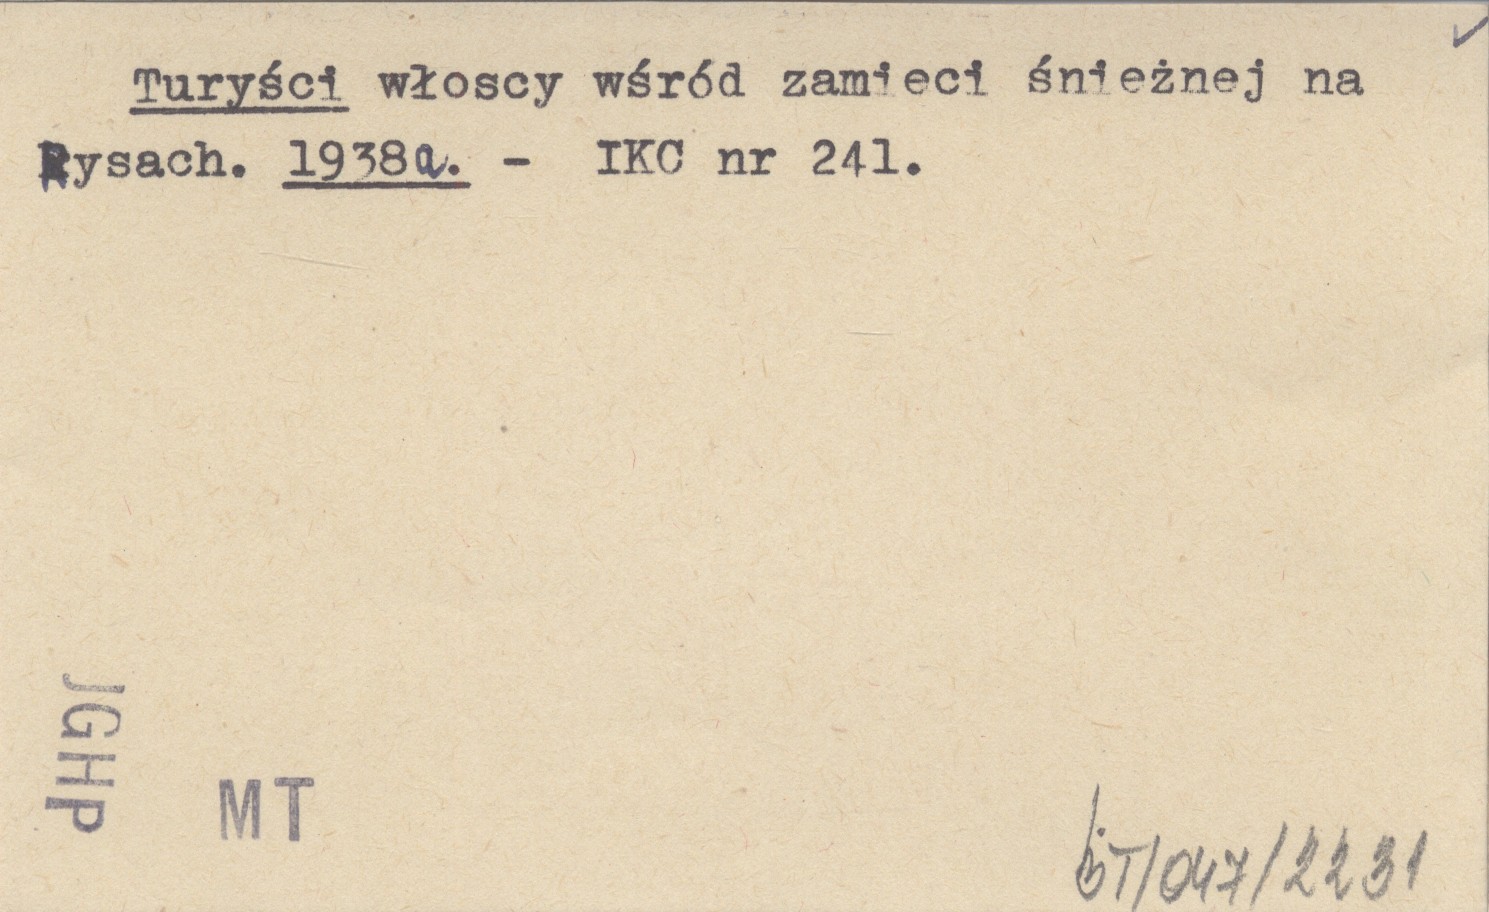 Turyści włoscy wśród zamieci śnieżnej na
Rysach. 1938a. - IKC nr 241.
JGHP
MT
BT/047/2231